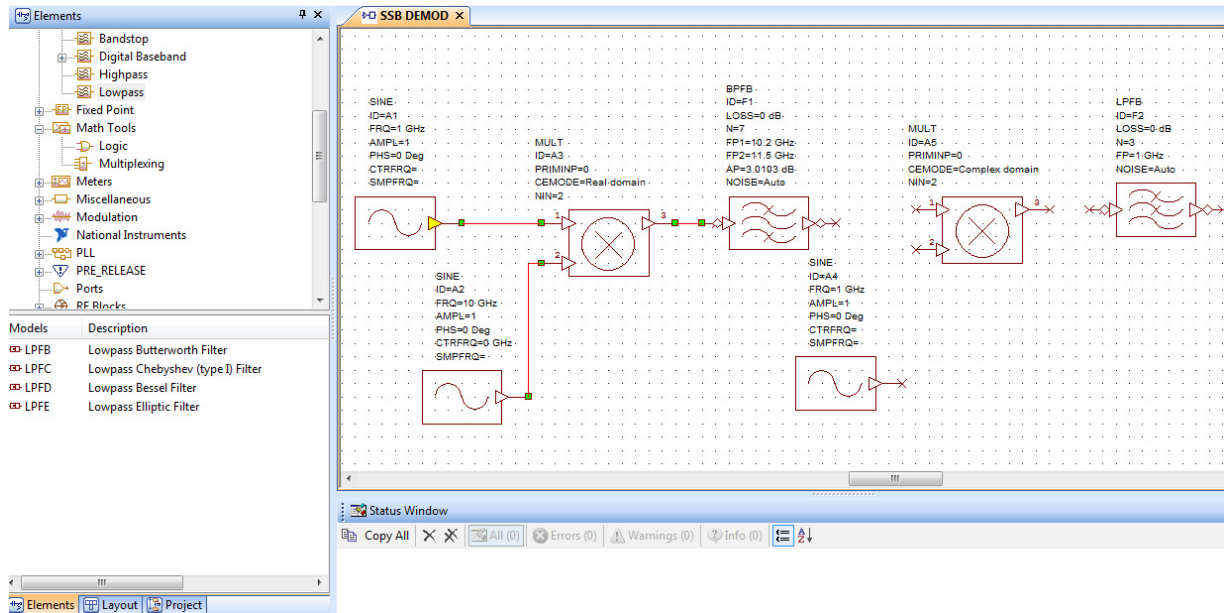 Elements
Bandstop
Digital Baseband
Highpass
Lowpass
Fixed Point
Math Tools
Logic
Multiplexing
Meters
Miscellaneous
Modulation
National Instruments
PLL
PRE_RELEASE
Ports
RF Blocks
Models Description
LPFB Lowpass Butterworth Filter
LPFC Lowpass Chebyshev (type I) Filter
LPFD Lowpass Bessel Filter
LPFE Lowpass Elliptic Filter
Elements Layout Project
SSB DEMOD
SINE
ID=A1
FRQ=1 GHz
AMPL=1
PHS=0 Deg
CTRFRQ=
SMPFRQ=
MULT
ID=A3
PRIMINP=0
CEMODE=Real domain
NIN=2
1
2
3
SINE
ID=A2
FRQ=10 GHz
AMPL=1
PHS=0 Deg
CTRFRQ=0 GHz
SMPFRQ=
BPFB
ID=F1
LOSS=0 dB
N=7
FP1=10.2 GHz
FP2=11.5 GHz
AP=3.0103 dB
NOISE=Auto
SINE
ID=A4
FRQ=1 GHz
AMPL=1
PHS=0 Deg
CTRFRQ=
SMPFRQ=
MULT
ID=A5
PRIMINP=0
CEMODE=Complex domain
NIN=2
1
2
3
LPFB
ID=F2
LOSS=0 dB
N=3
FP=1 GHz
NOISE=Auto
Status Window
Copy All All (0) Errors (0) Warnings (0) Info (0)